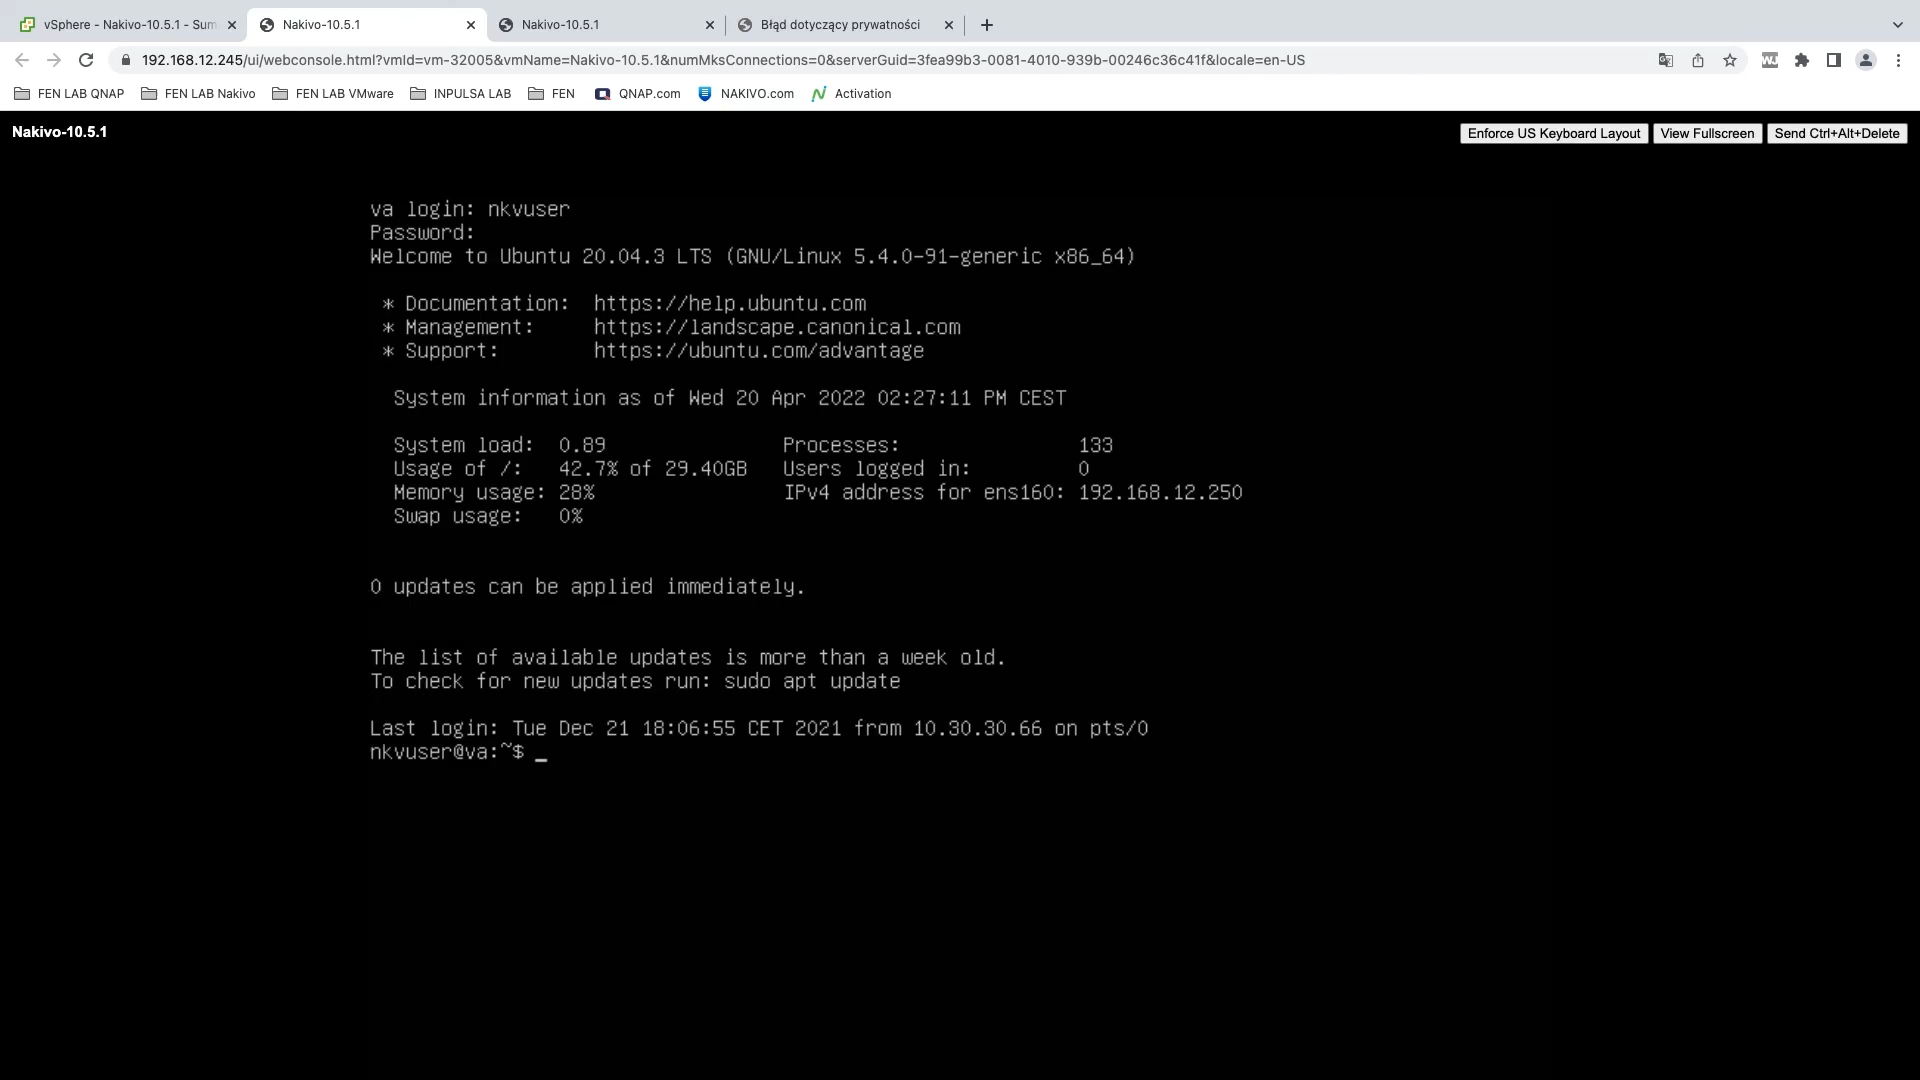 vSphere - Nakivo-10.5.1 - Sum
Nakivo-10.5.1
Nakivo-10.5.1
Błąd dotyczący prywatności
192.168.12.245/ui/webconsole.html?vmId=vm-32005&vmName=Nakivo-10.5.1&numMksConnections=0&serverGuid=3fea99b3-0081-4010-939b-00246c36c41f&locale=en-US
FEN LAB QNAP
FEN LAB Nakivo
FEN LAB VMware
INPULSA LAB
FEN
QNAP.com
NAKIVO.com
Activation
Nakivo-10.5.1
Enforce US Keyboard Layout
View Fullscreen
Send Ctrl+Alt+Delete
va login: nkvuser
Password:
Welcome to Ubuntu 20.04.3 LTS (GNU/Linux 5.4.0-91-generic x86_64)
* Documentation: https://help.ubuntu.com
* Management: https://landscape.canonical.com
* Support: https://ubuntu.com/advantage
System information as of Wed 20 Apr 2022 02:27:11 PM CEST
System load: 0.89 Processes: 133
Usage of /: 42.7% of 29.40GB Users logged in: 0
Memory usage: 28% IPv4 address for ens160: 192.168.12.250
Swap usage: 0%
0 updates can be applied immediately.
The list of available updates is more than a week old.
To check for new updates run: sudo apt update
Last login: Tue Dec 21 18:06:55 CET 2021 from 10.30.30.66 on pts/0
nkvuser@va:~$ _